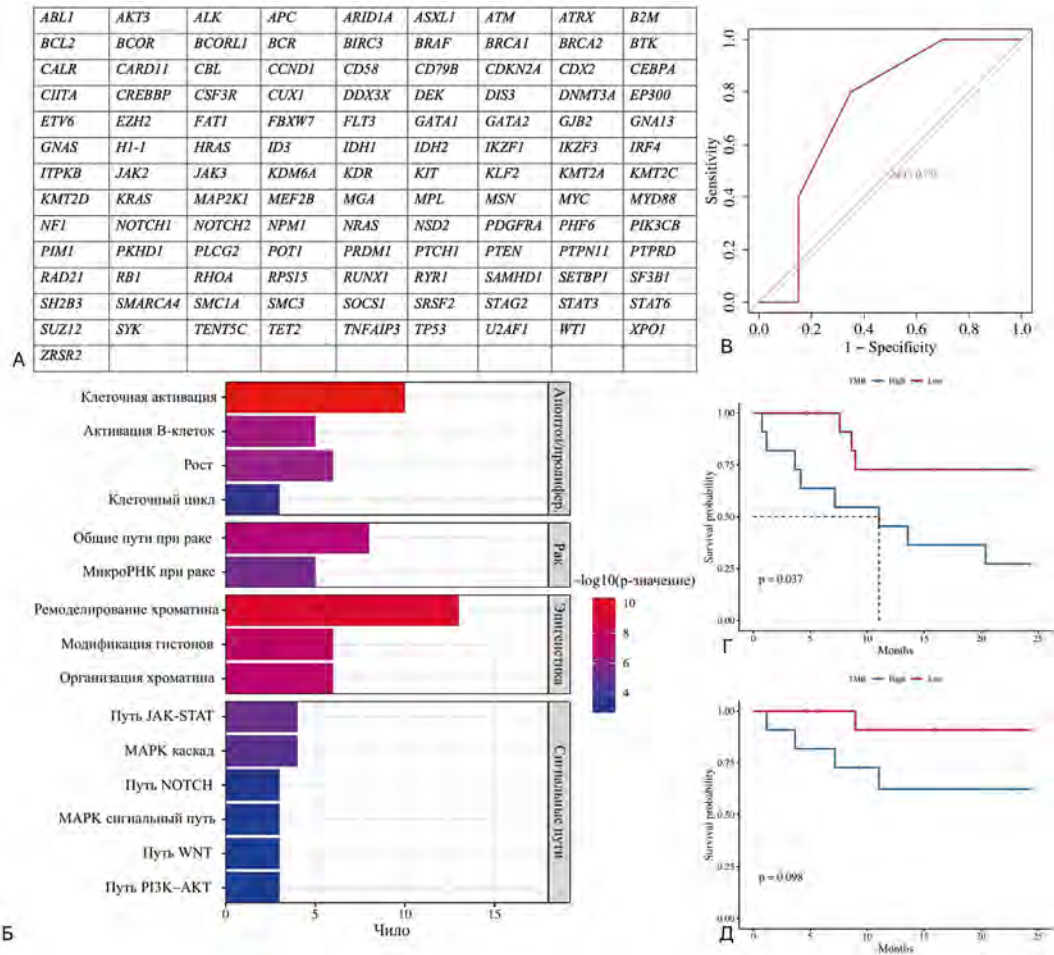 ABL1 AKT3 ALK APC ARID1A ASXL1 ATM ATRX B2M
BCL2 BCOR BCORL1 BCR BIRC3 BRAF BRCA1 BRCA2 BTK
CALR CARD11 CBL CCND1 CD58 CD79B CDKN2A CDX2 CEBPA
CIITA CREBBP CSF3R CUX1 DDX3X DEK DIS3 DNMT3A EP300
ETV6 EZH2 FAT1 FBXW7 FLT3 GATA1 GATA2 GJB2 GNA13
GNAS H1-1 HRAS ID3 IDH1 IDH2 IKZF1 IKZF3 IRF4
ITPKB JAK2 JAK3 KDM6A KDR KIT KLF2 KMT2A KMT2C
KMT2D KRAS MAP2K1 MEF2B MGA MPL MSN MYC MYD88
NF1 NOTCH1 NOTCH2 NPM1 NRAS NSD2 PDGFRA PHF6 PIK3CB
PIM1 PKHD1 PLCG2 POT1 PRDM1 PTCH1 PTEN PTPN11 PTPRD
RAD21 RB1 RHOA RPS15 RUNX1 RYR1 SAMHD1 SETBP1 SF3B1
SH2B3 SMARCA4 SMC1A SMC3 SOCS1 SRSF2 STAG2 STAT3 STAT6
SUZ12 SYK TENT5C TET2 TNFAIP3 TP53 U2AF1 WT1 XPO1
ZRSR2
А
Sensitivity
1.0
0.8
0.6
0.4
0.2
0.0
0.0 0.2 0.4 0.6 0.8 1.0
1 − Specificity
В
Клеточная активация
Активация В-клеток
Рост
Клеточный цикл
Апоптоз/пролифер.
Общие пути при раке
МикроРНК при раке
Рак
Ремоделирование хроматина
Модификация гистонов
Организация хроматина
Эпигенетика
Путь JAK-STAT
МАРК каскад
Путь NOTCH
МАРК сигнальный путь
Путь WNT
Путь PI3K−AKT
Сигнальные пути
0 5 10 15
Чило
−log10(p-значение)
10
8
6
4
Б
TMB High Low
Survival probability
1.00
0.75
0.50
0.25
0.00
p = 0.037
0 5 10 15 20 25
Months
Г
TMB High Low
Survival probability
1.00
0.75
0.50
0.25
0.00
p = 0.098
0 5 10 15 20 25
Months
Д